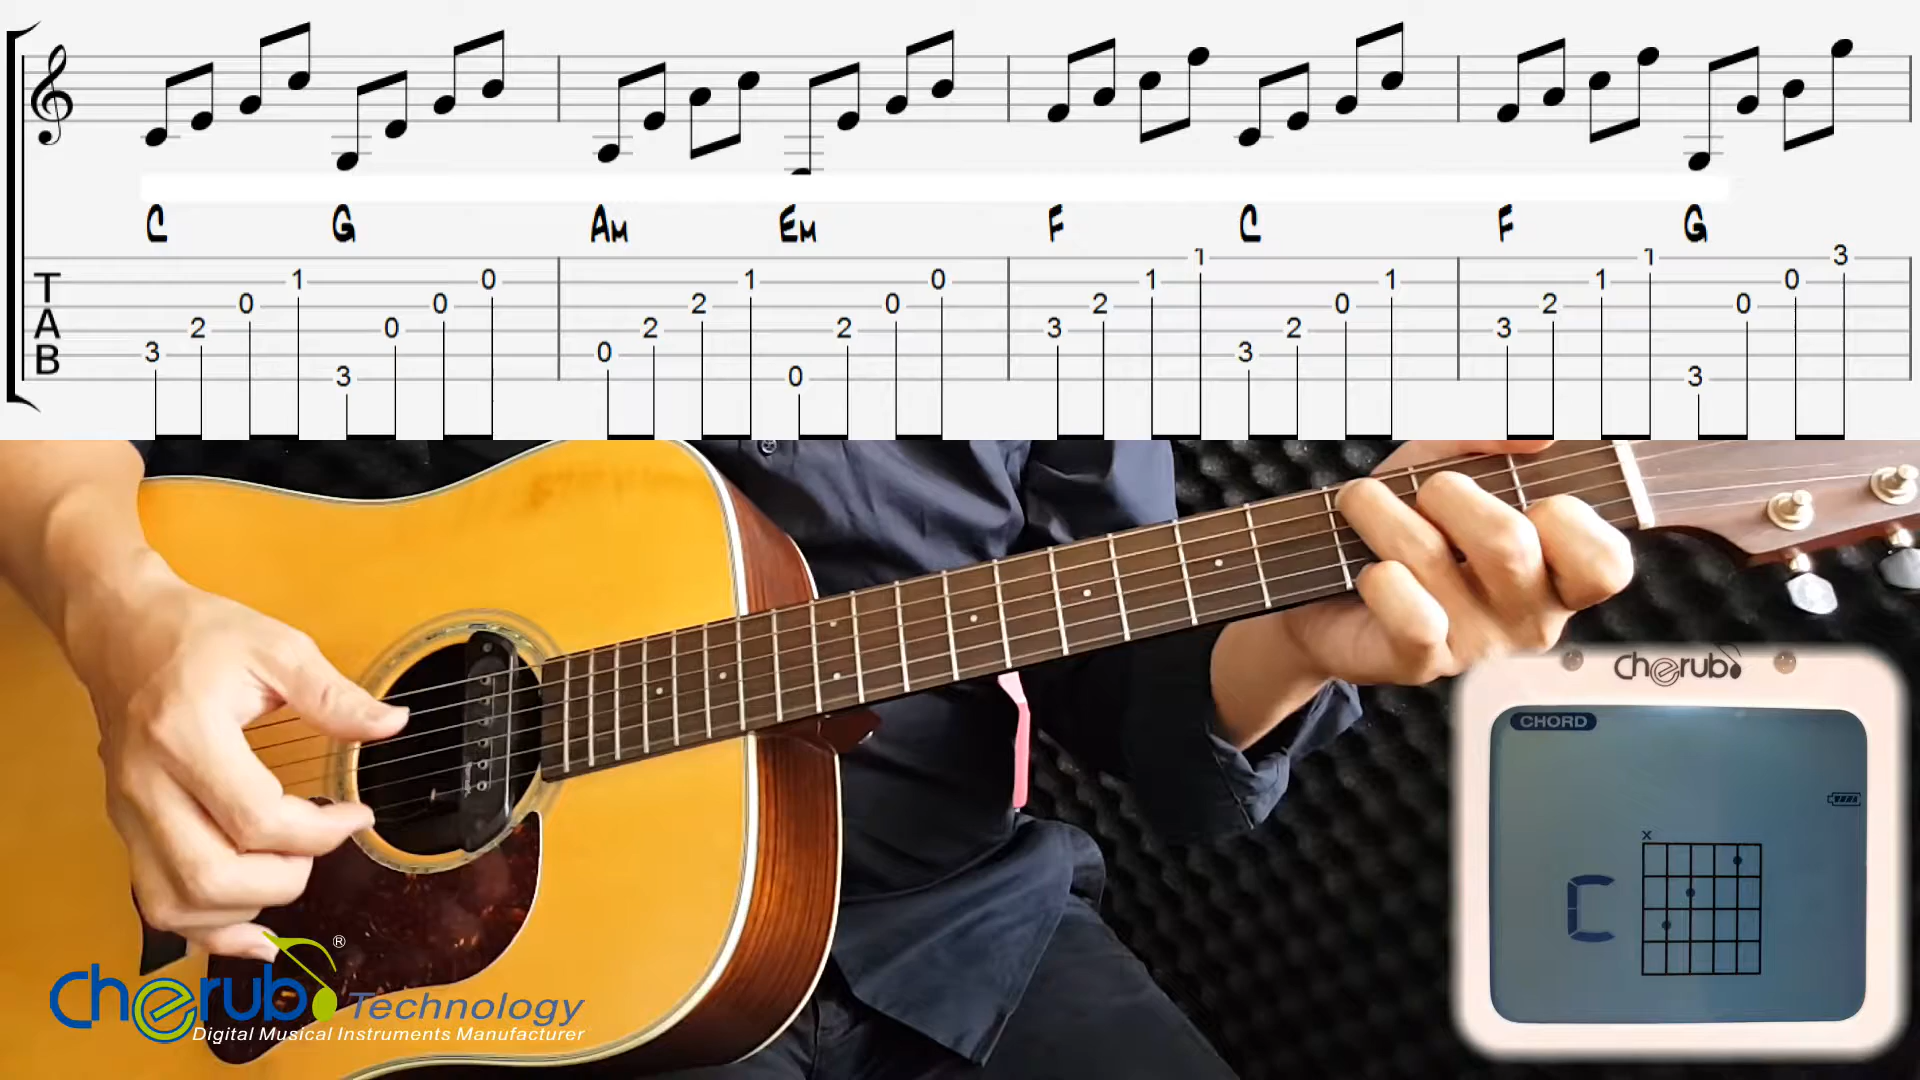 C G Am Em F C F G
1 1 3
1 0 1 0 1 1 1 0
0 0 2 0 2 0 2 0
TAB
2 0 2 2 3 2 3
3 0 3
3 0 3
cherub
CHORD
x
C
cherub ® Technology
Digital Musical Instruments Manufacturer